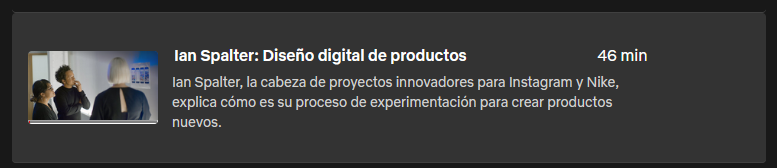 Ian Spalter: Diseño digital de productos 46 min
Ian Spalter, la cabeza de proyectos innovadores para Instagram y Nike,
explica cómo es su proceso de experimentación para crear productos
nuevos.